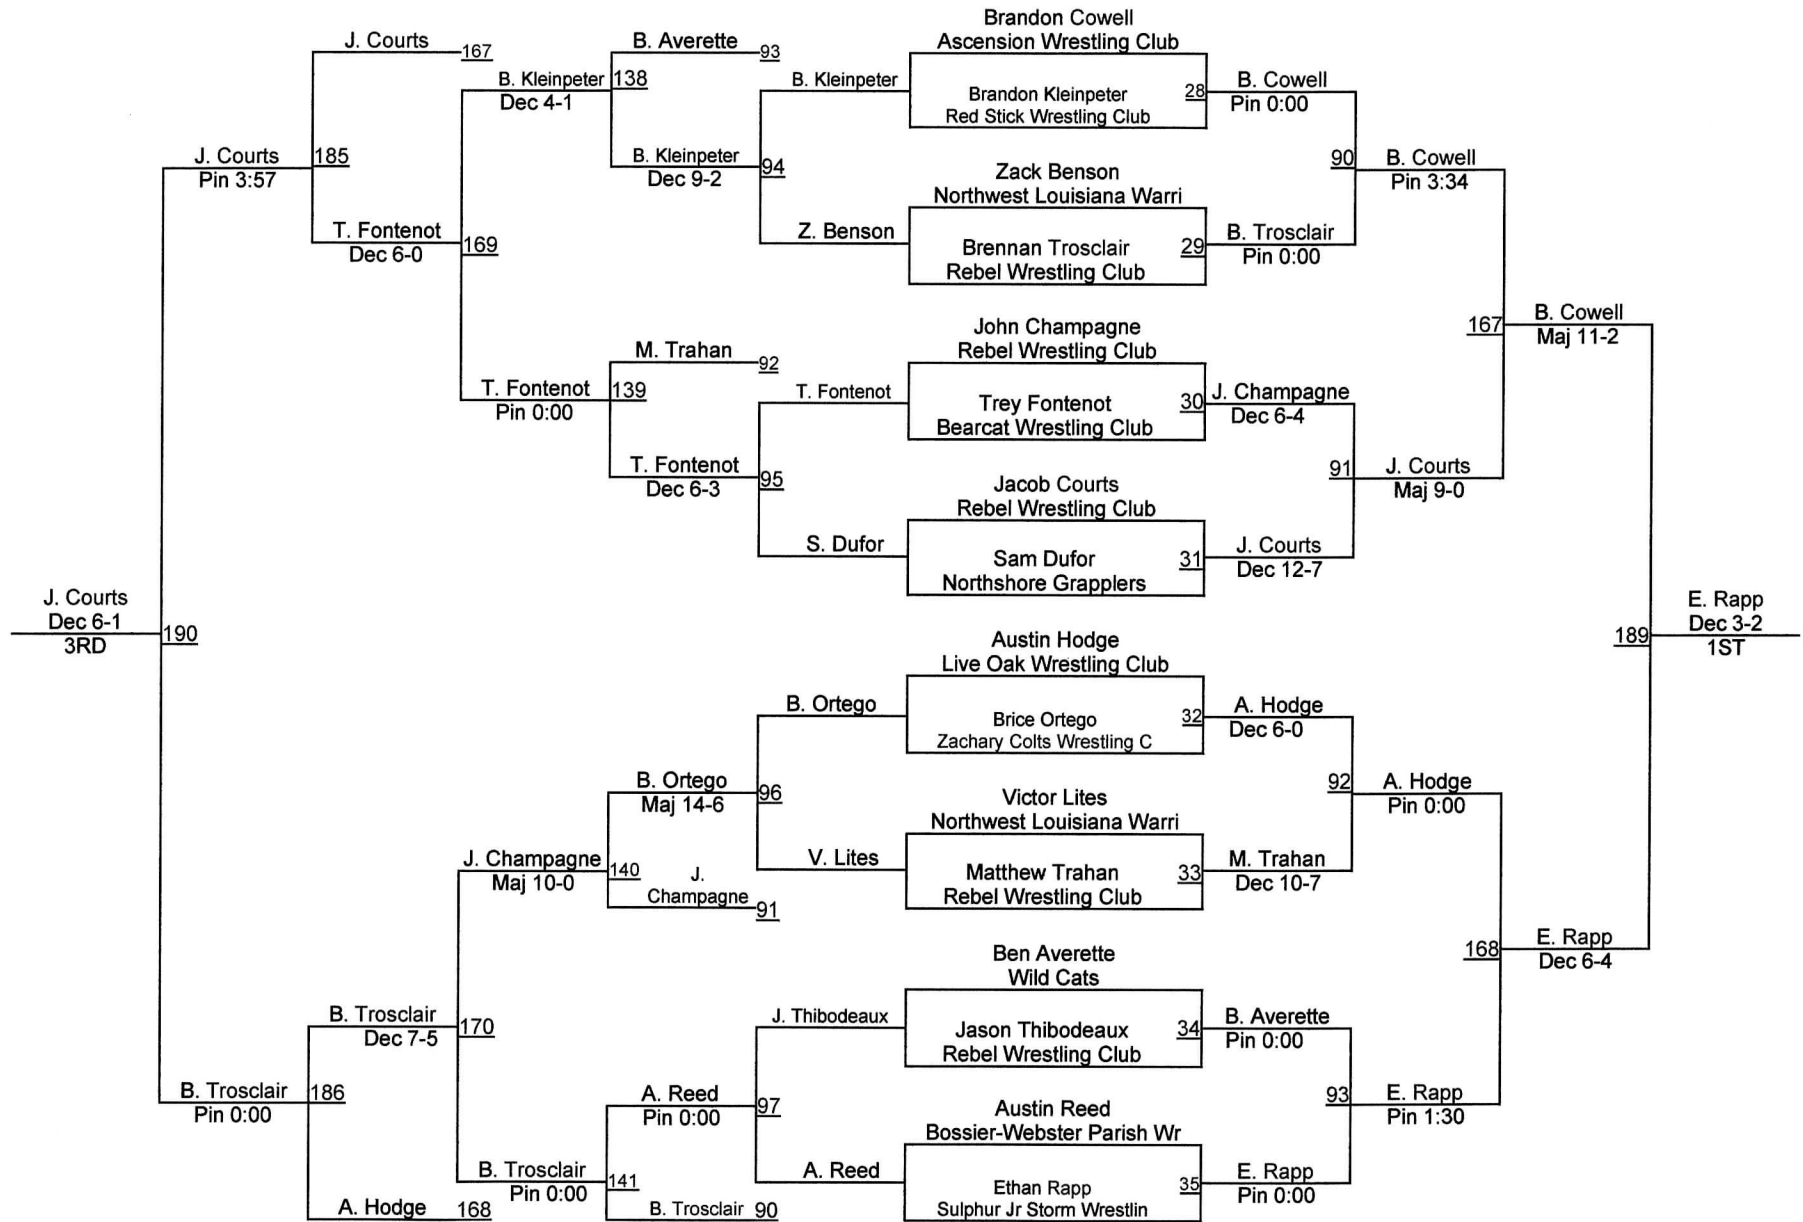 J. Courts
167
J. Courts
Pin 3:57
185
T. Fontenot
Dec 6-0
169
B. Kleinpeter
Dec 4-1
138
B. Averette
93
B. Kleinpeter
Dec 9-2
94
B. Kleinpeter
Z. Benson
T. Fontenot
Pin 0:00
139
M. Trahan
92
T. Fontenot
Dec 6-3
95
T. Fontenot
S. Dufor
J. Courts
Dec 6-1
3RD
190
B. Trosclair
Pin 0:00
186
B. Trosclair
Dec 7-5
170
A. Hodge
168
J. Champagne
Maj 10-0
140
B. Ortego
Maj 14-6
96
B. Ortego
V. Lites
J.
Champagne
91
B. Trosclair
Pin 0:00
141
A. Reed
Pin 0:00
97
J. Thibodeaux
A. Reed
B. Trosclair
90
Brandon Cowell
Ascension Wrestling Club
Brandon Kleinpeter
Red Stick Wrestling Club
28
Zack Benson
Northwest Louisiana Warri
Brennan Trosclair
Rebel Wrestling Club
29
John Champagne
Rebel Wrestling Club
Trey Fontenot
Bearcat Wrestling Club
30
Jacob Courts
Rebel Wrestling Club
Sam Dufor
Northshore Grapplers
31
Austin Hodge
Live Oak Wrestling Club
Brice Ortego
Zachary Colts Wrestling C
32
Victor Lites
Northwest Louisiana Warri
Matthew Trahan
Rebel Wrestling Club
33
Ben Averette
Wild Cats
Jason Thibodeaux
Rebel Wrestling Club
34
Austin Reed
Bossier-Webster Parish Wr
Ethan Rapp
Sulphur Jr Storm Wrestlin
35
B. Cowell
Pin 0:00
90
B. Trosclair
Pin 0:00
B. Cowell
Pin 3:34
J. Champagne
Dec 6-4
91
J. Courts
Dec 12-7
J. Courts
Maj 9-0
167
B. Cowell
Maj 11-2
A. Hodge
Dec 6-0
92
M. Trahan
Dec 10-7
A. Hodge
Pin 0:00
B. Averette
Pin 0:00
93
E. Rapp
Pin 0:00
E. Rapp
Pin 1:30
168
E. Rapp
Dec 6-4
189
E. Rapp
Dec 3-2
1ST